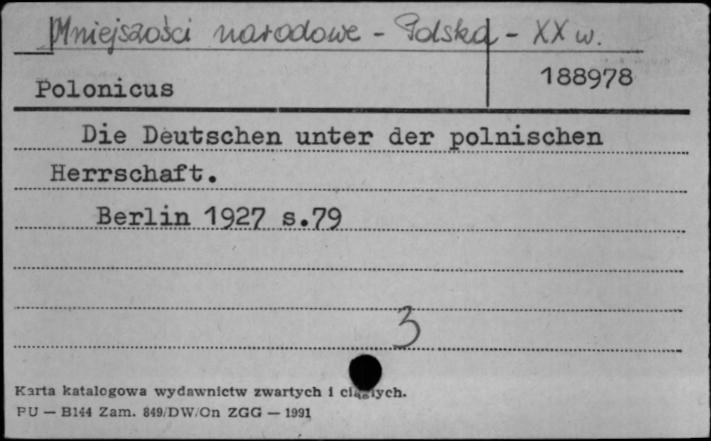 Mniejszości narodowe - Polska - XX w.
Polonicus 188978
Die Deutschen unter der polnischen
Herrschaft.
Berlin 1927 s.79
3
Karta katalogowa wydawnictw zwartych i ciągłych.
PU — B144 Zam. 849/DW/On ZGG — 1991